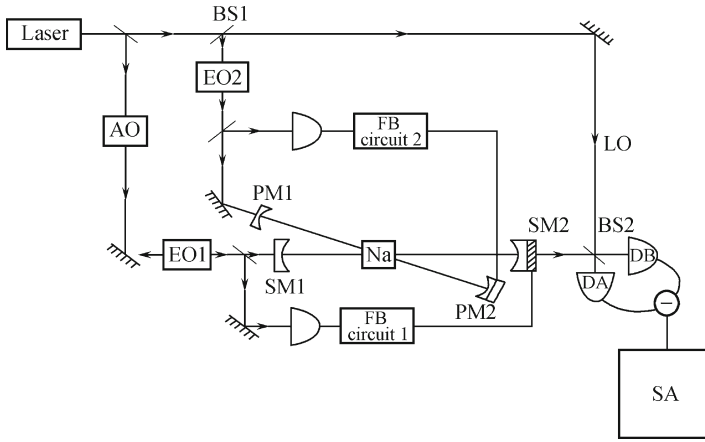 BS1
Laser
EO2
AO
FB
circuit 2
LO
PM1
SM2
BS2
EO1
Na
DB
SM1
DA
PM2
FB
circuit 1
−
SA